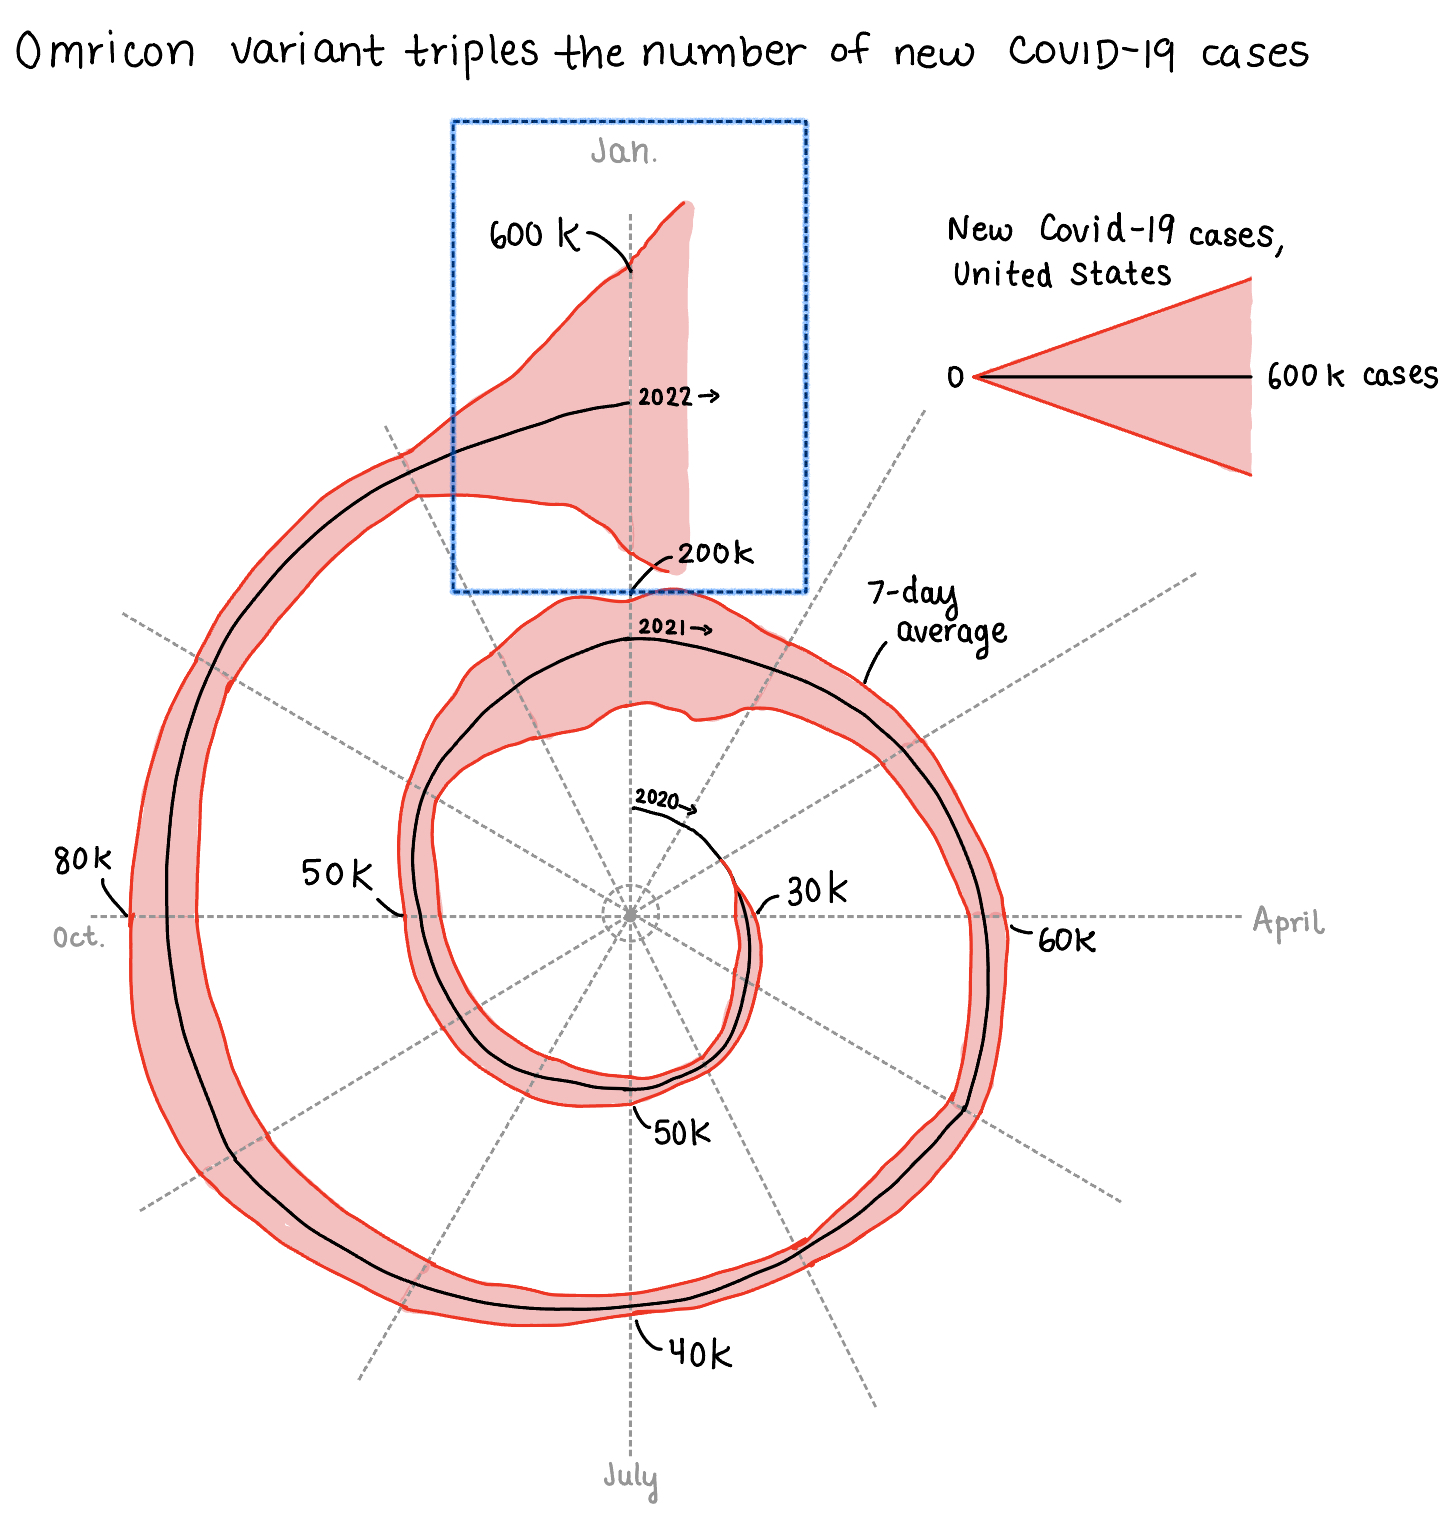 Omricon variant triples the number of new COVID-19 cases
Jan.
600 k
New Covid-19 cases,
United States
0
600k cases
2022→
200k
7-day
average
2021→
2020→
80k
50k
30k
Oct.
April
60k
50k
40k
July